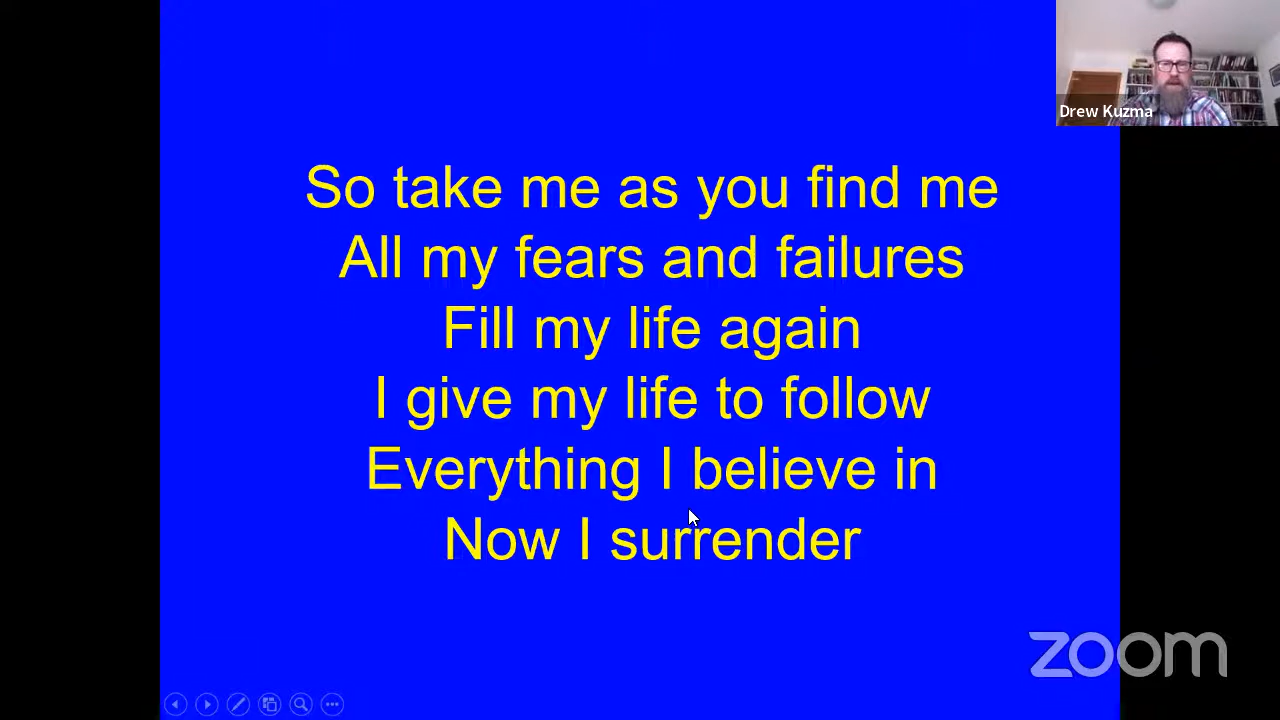 Drew Kuzma
So take me as you find me
All my fears and failures
Fill my life again
I give my life to follow
Everything I believe in
Now I surrender
zoom